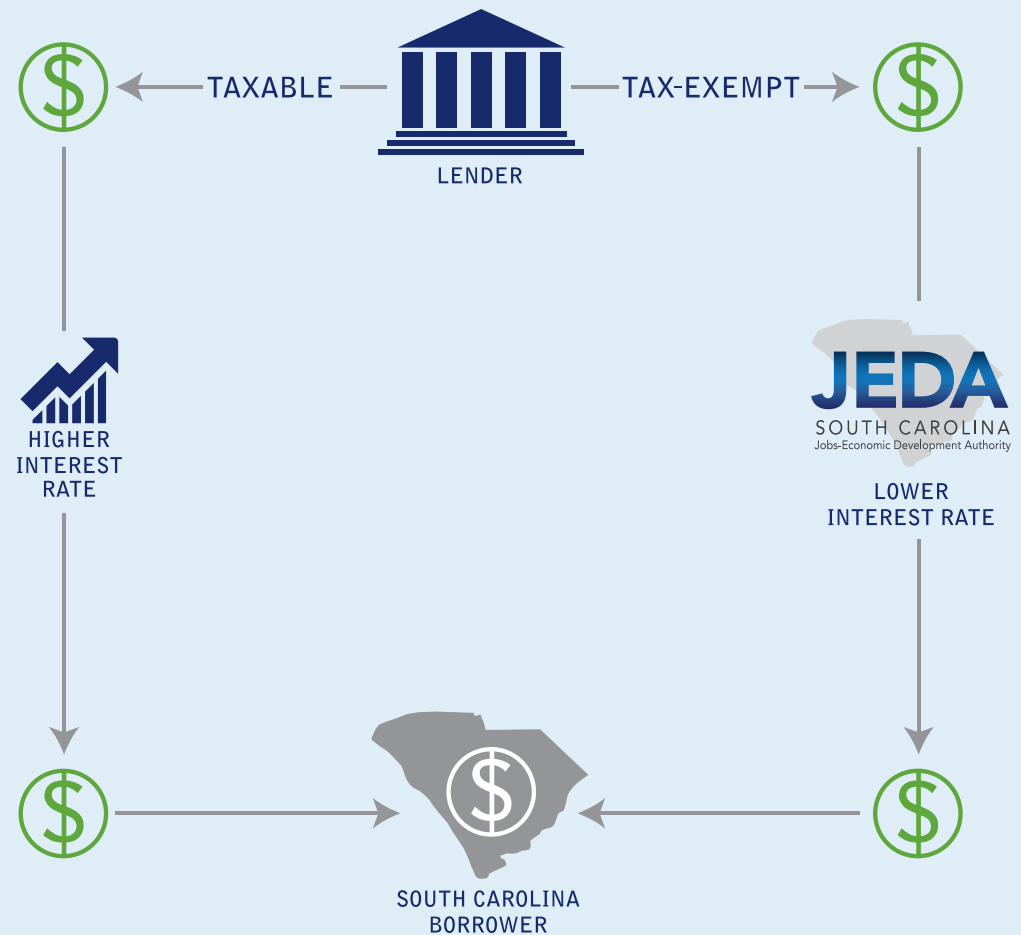 TAXABLE
TAX-EXEMPT
LENDER
HIGHER
INTEREST
RATE
JEDA
SOUTH CAROLINA
Jobs-Economic Development Authority
LOWER
INTEREST RATE
SOUTH CAROLINA
BORROWER